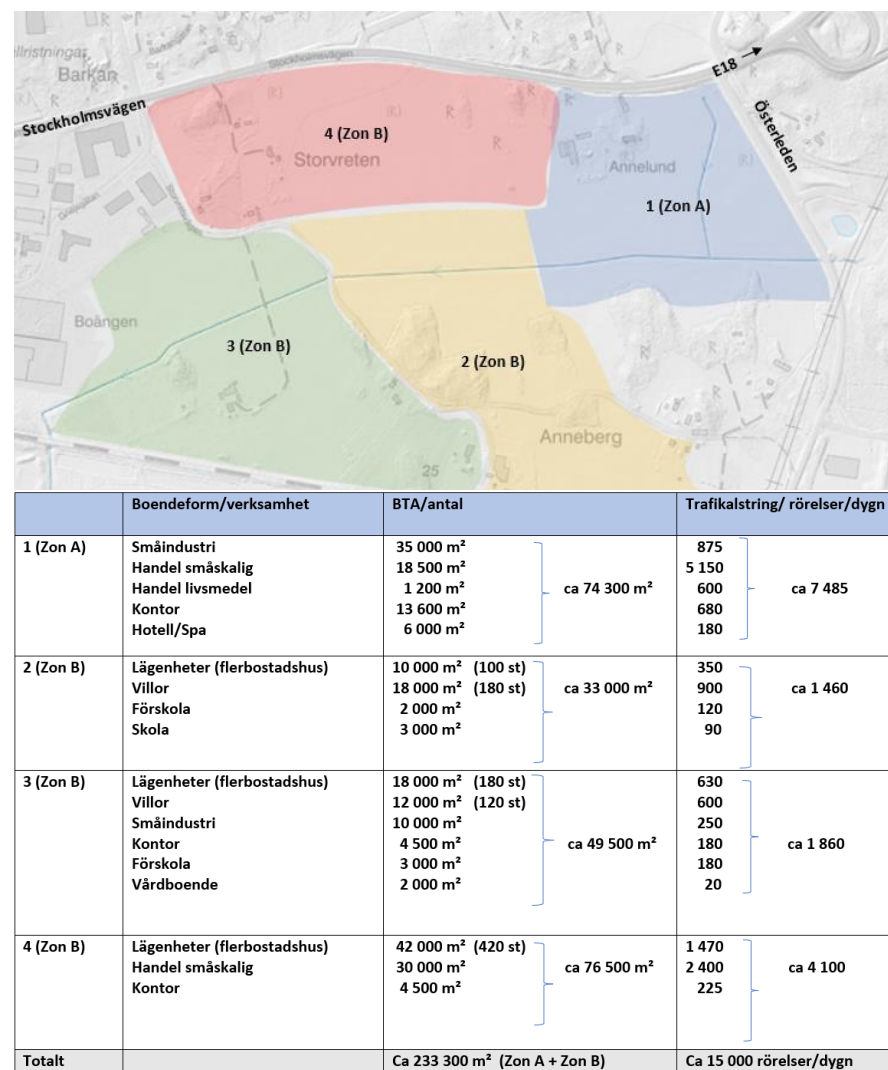 llristningar
Barkan
Stockholmsvägen
Stockholmsvägen
E18
Österleden
4 (Zon B)
Storvreten
Annelund
1 (Zon A)
Boängen
3 (Zon B)
2 (Zon B)
Anneberg
25
Boendeform/verksamhet BTA/antal Trafikalstring/ rörelser/dygn
1 (Zon A) Småindustri 35 000 m² 875
Handel småskalig 18 500 m² 5 150
Handel livsmedel 1 200 m² ca 74 300 m² 600 ca 7 485
Kontor 13 600 m² 680
Hotell/Spa 6 000 m² 180
2 (Zon B) Lägenheter (flerbostadshus) 10 000 m² (100 st) 350
Villor 18 000 m² (180 st) ca 33 000 m² 900 ca 1 460
Förskola 2 000 m² 120
Skola 3 000 m² 90
3 (Zon B) Lägenheter (flerbostadshus) 18 000 m² (180 st) 630
Villor 12 000 m² (120 st) 600
Småindustri 10 000 m² 250
Kontor 4 500 m² ca 49 500 m² 180 ca 1 860
Förskola 3 000 m² 180
Vårdboende 2 000 m² 20
4 (Zon B) Lägenheter (flerbostadshus) 42 000 m² (420 st) 1 470
Handel småskalig 30 000 m² ca 76 500 m² 2 400 ca 4 100
Kontor 4 500 m² 225
Totalt Ca 233 300 m² (Zon A + Zon B) Ca 15 000 rörelser/dygn